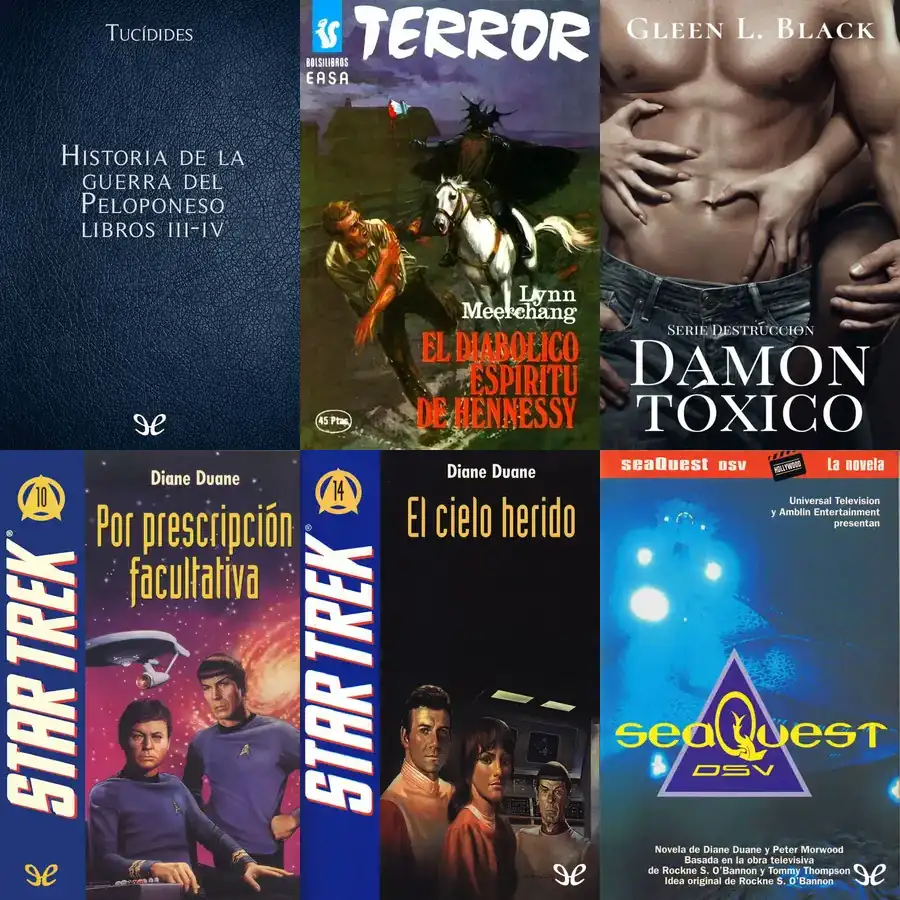 Tucídides
Historia de la
guerra del
Peloponeso
libros III-IV
TERROR
BOLSILIBROS
EASA
Lynn
Meerchang
EL DIABOLICO
ESPIRITU
DE HENNESSY
45 Ptas
Gleen L. Black
Serie Destrucción
Damon
Tóxico
10
Diane Duane
Por prescripción
facultativa
STAR TREK®
14
Diane Duane
El cielo herido
STAR TREK®
seaQuest DSV
HOLLYWOOD
La novela
Universal Television
y Amblin Entertainment
presentan
seaQuest
DSV
Novela de Diane Duane y Peter Morwood
Basada en la obra televisiva
de Rockne S. O'Bannon y Tommy Thompson
Idea original de Rockne S. O'Bannon